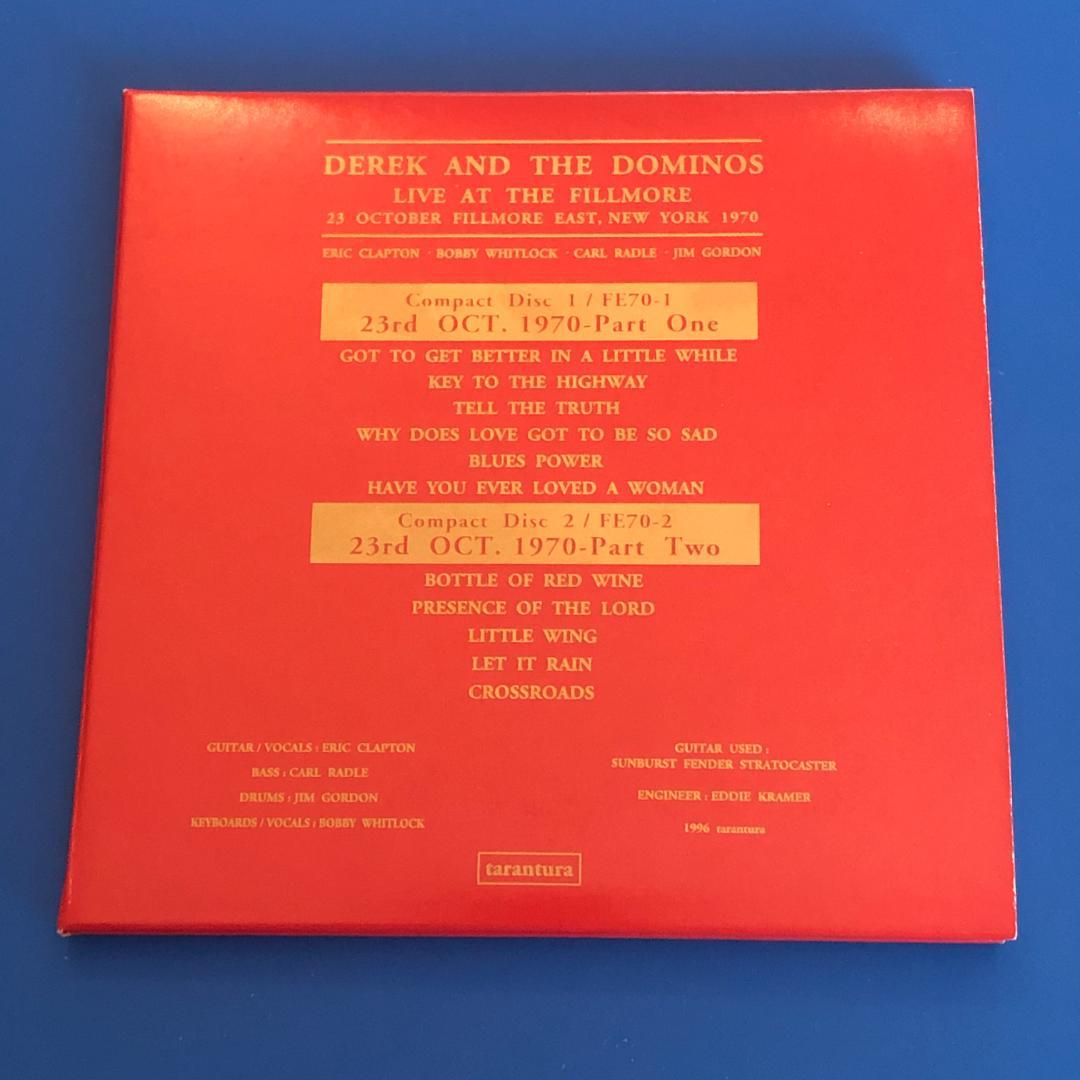 DEREK AND THE DOMINOS
LIVE AT THE FILLMORE
23 OCTOBER FILLMORE EAST, NEW YORK 1970
ERIC CLAPTON · BOBBY WHITLOCK · CARL RADLE · JIM GORDON
Compact Disc 1 / FE70-1
23rd OCT. 1970-Part One
GOT TO GET BETTER IN A LITTLE WHILE
KEY TO THE HIGHWAY
TELL THE TRUTH
WHY DOES LOVE GOT TO BE SO SAD
BLUES POWER
HAVE YOU EVER LOVED A WOMAN
Compact Disc 2 / FE70-2
23rd OCT. 1970-Part Two
BOTTLE OF RED WINE
PRESENCE OF THE LORD
LITTLE WING
LET IT RAIN
CROSSROADS
GUITAR / VOCALS : ERIC CLAPTON
BASS : CARL RADLE
DRUMS : JIM GORDON
KEYBOARDS / VOCALS : BOBBY WHITLOCK
GUITAR USED :
SUNBURST FENDER STRATOCASTER
ENGINEER : EDDIE KRAMER
1996 tarantura
tarantura